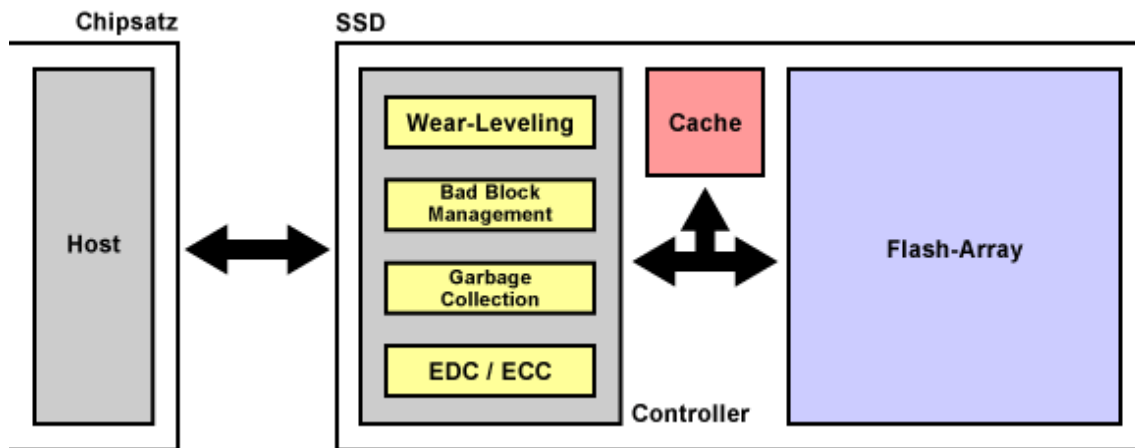 Chipsatz
SSD
Host
Wear-Leveling
Bad Block
Management
Garbage
Collection
EDC / ECC
Controller
Cache
Flash-Array